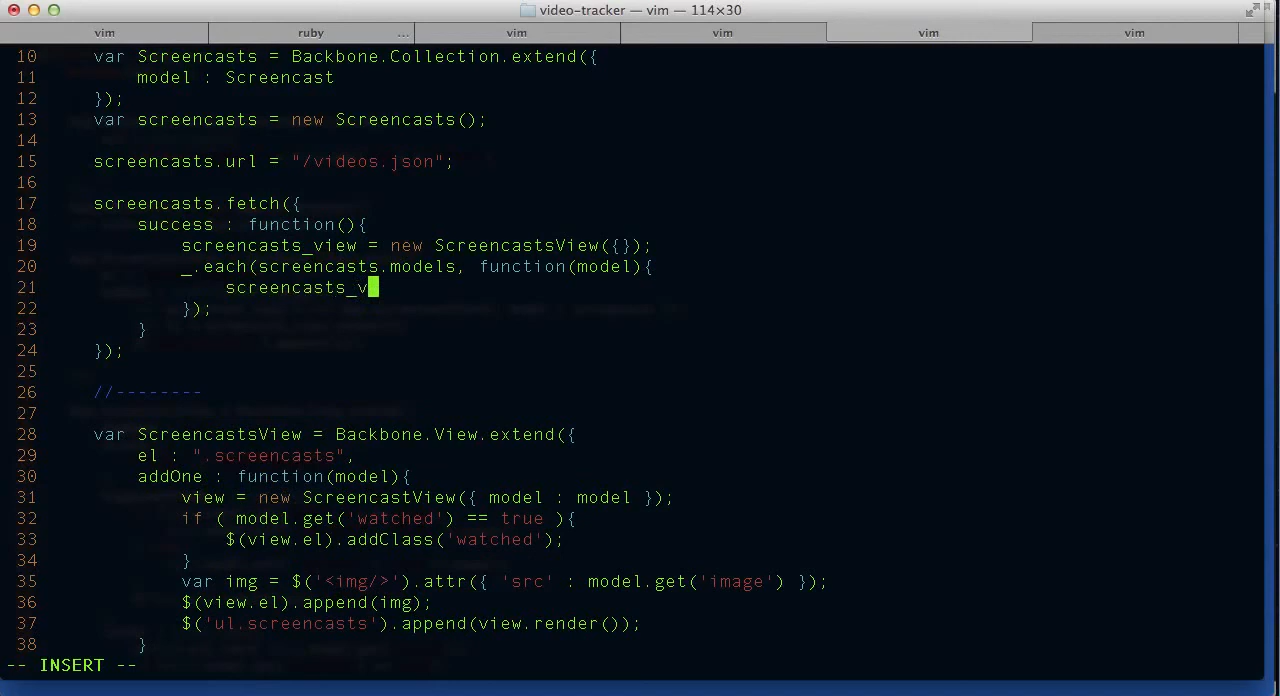 video-tracker — vim — 114×30
vim ruby ... vim vim vim vim
10 var Screencasts = Backbone.Collection.extend({
11 model : Screencast
12 });
13 var screencasts = new Screencasts();
14
15 screencasts.url = "/videos.json";
16
17 screencasts.fetch({
18 success : function(){
19 screencasts_view = new ScreencastsView({});
20 _.each(screencasts.models, function(model){
21 screencasts_v
22 });
23 }
24 });
25
26 //--------
27
28 var ScreencastsView = Backbone.View.extend({
29 el : ".screencasts",
30 addOne : function(model){
31 view = new ScreencastView({ model : model });
32 if ( model.get('watched') == true ){
33 $(view.el).addClass('watched');
34 }
35 var img = $('<img/>').attr({ 'src' : model.get('image') });
36 $(view.el).append(img);
37 $('ul.screencasts').append(view.render());
38 }
-- INSERT --